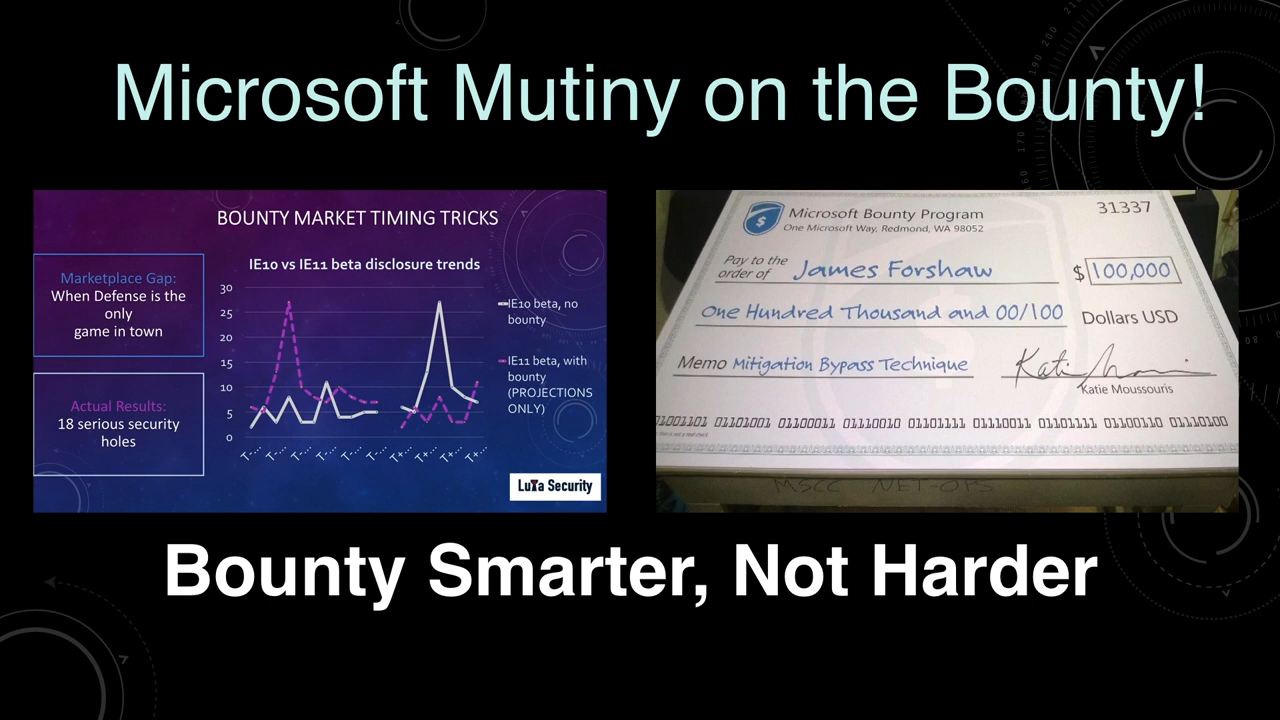 Microsoft Mutiny on the Bounty!
BOUNTY MARKET TIMING TRICKS
Marketplace Gap:
When Defense is the
only
game in town
Actual Results:
18 serious security
holes
IE10 vs IE11 beta disclosure trends
30
25
20
15
10
5
0
IE10 beta, no
bounty
IE11 beta, with
bounty
(PROJECTIONS
ONLY)
Luta Security
Microsoft Bounty Program
One Microsoft Way, Redmond, WA 98052
31337
Pay to the
order of James Forshaw $ 100,000
One Hundred Thousand and 00/100 Dollars USD
Memo Mitigation Bypass Technique
Katie Moussouris
01101001 01100011 01110010 01101111 01110011 01101111 01100110 01110100
Bounty Smarter, Not Harder